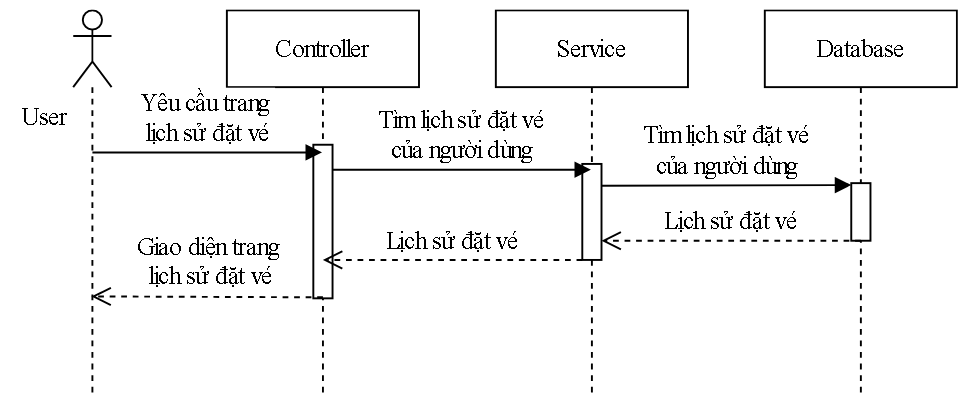 Controller
Service
Database
User
Yêu cầu trang
lịch sử đặt vé
Tìm lịch sử đặt vé
của người dùng
Tìm lịch sử đặt vé
của người dùng
Lịch sử đặt vé
Lịch sử đặt vé
Giao diện trang
lịch sử đặt vé